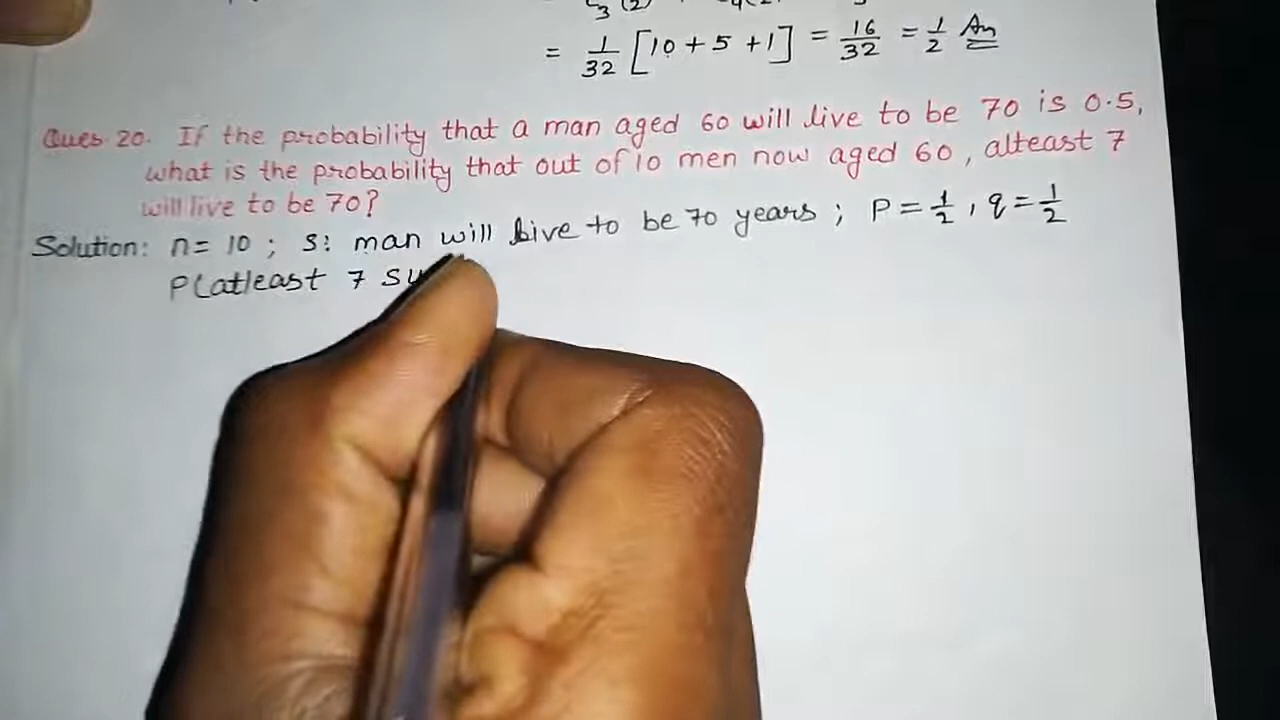 = 1/32 [10 + 5 + 1] = 16/32 = 1/2 An
Ques 20. If the probability that a man aged 60 will live to be 70 is 0.5,
what is the probability that out of 10 men now aged 60, alteast 7
will live to be 70?
Solution: n = 10 ; S: man will live to be 70 years ; P = 1/2 , q = 1/2
P(atleast 7 su